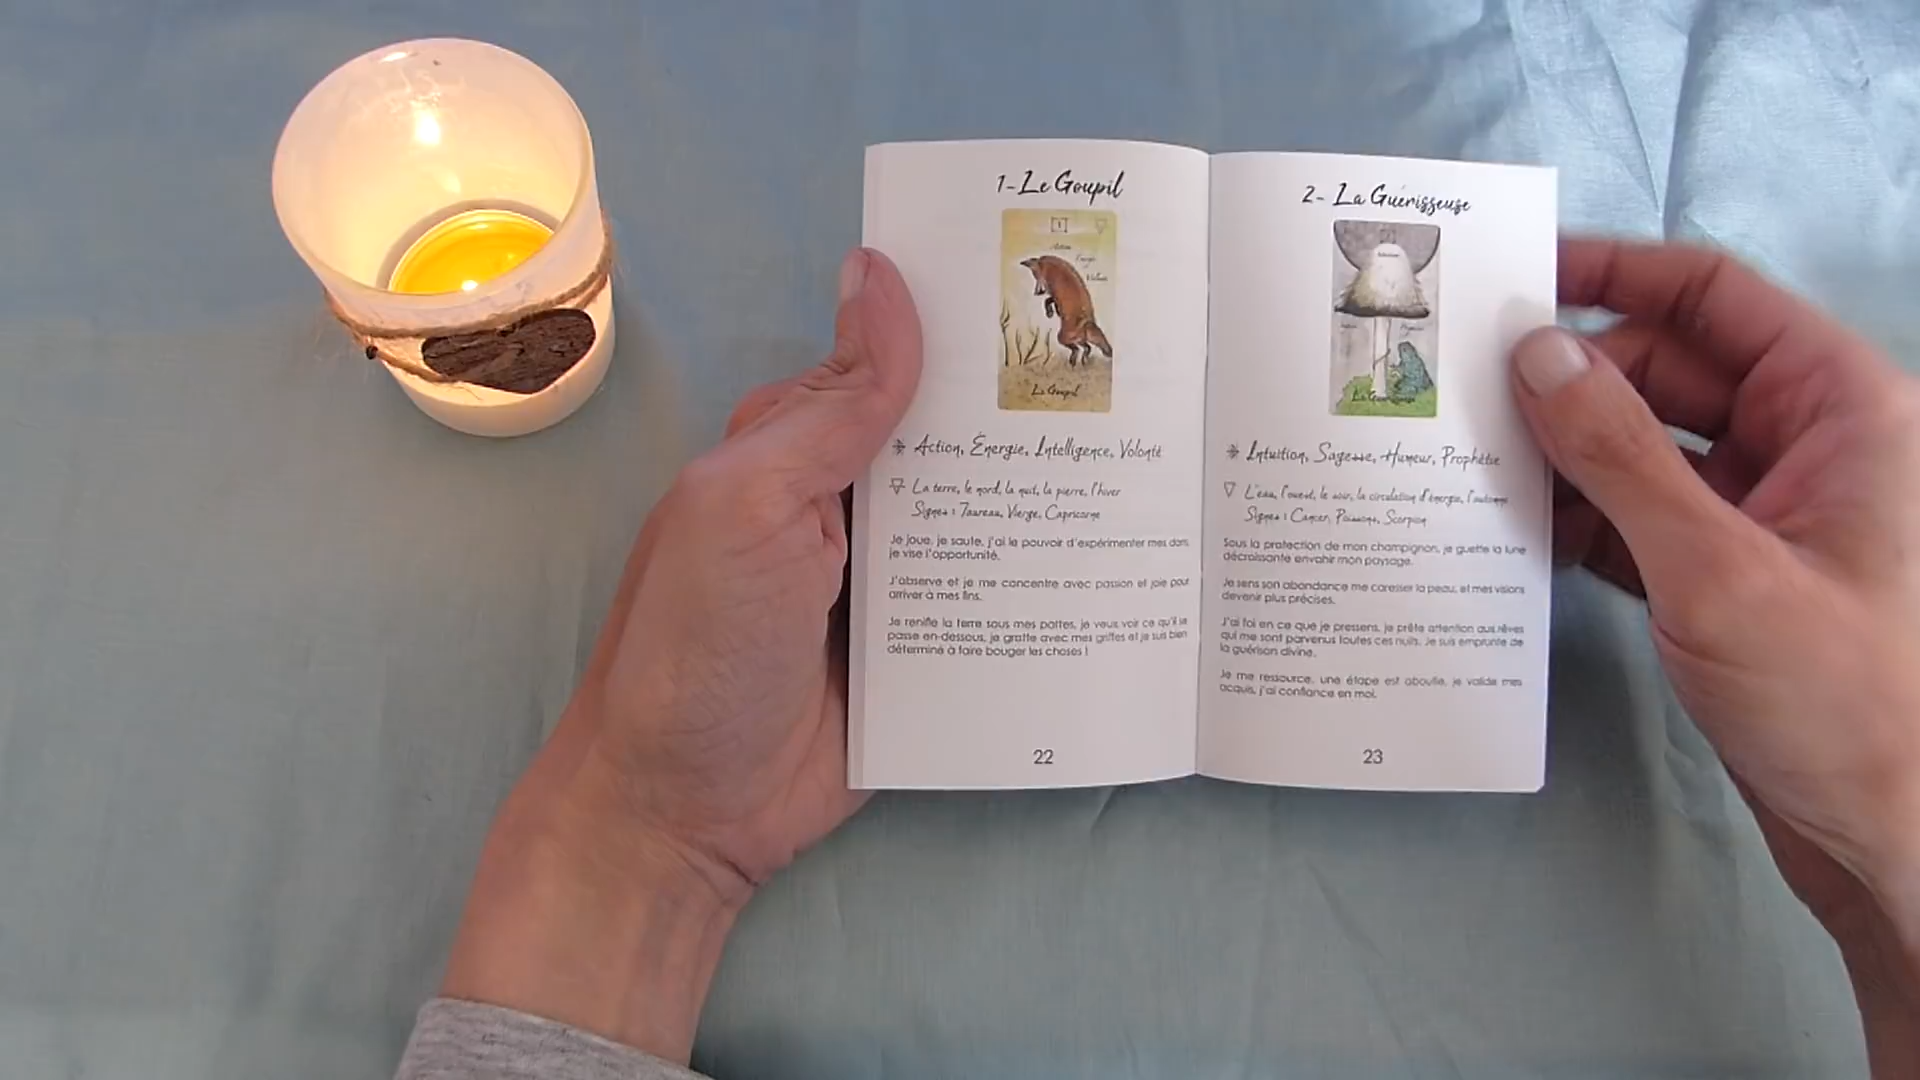 1- Le Goupil
1
Le Goupil
Action, Énergie, Intelligence, Volonté
La terre, le nord, la nuit, la pierre, l'hiver
Signes : Taureau, Vierge, Capricorne
Je joue, je saute, j'ai le pouvoir d'expérimenter mes dons,
je vise l'opportunité.
J'observe et je me concentre avec passion et joie pour
arriver à mes fins.
Je renifle la terre sous mes pattes, je veux voir ce qu'il se
passe en-dessous, je gratte avec mes griffes et je suis bien
déterminé à faire bouger les choses !
22
2- La Guérisseuse
La Guérisseuse
Intuition, Sagesse, Humeur, Prophétie
L'eau, l'ouest, le soir, la circulation d'énergie, l'automne
Signes : Cancer, Poissons, Scorpion
Sous la protection de mon champignon, je guette la lune
décroissante envahir mon paysage.
Je sens son abondance me caresser la peau, et mes visions
devenir plus précises.
J'ai foi en ce que je pressens, je prête attention aux rêves
qui me sont parvenus toutes ces nuits. Je suis emprunte de
la guérison divine.
Je me ressource, une étape est aboutie, je valide mes
acquis, j'ai confiance en moi.
23